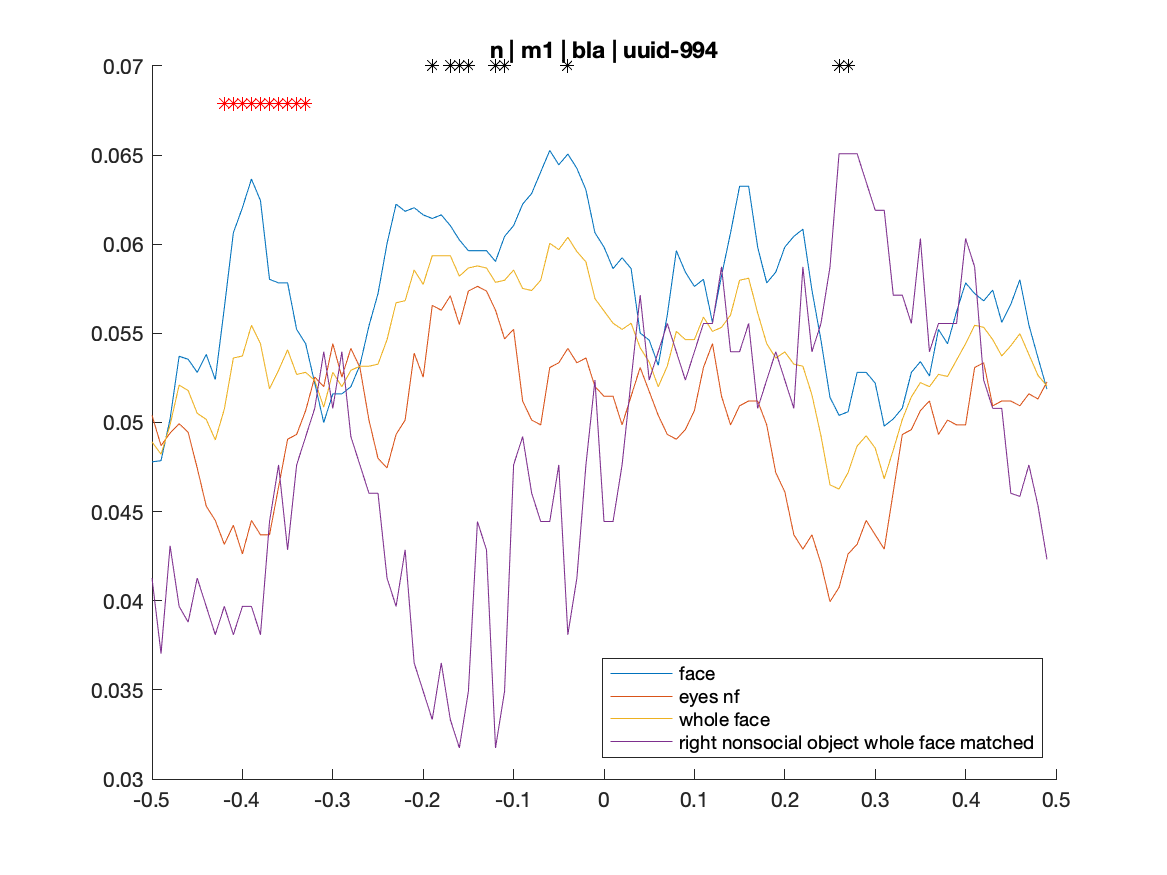 n | m1 | bla | uuid-994
0.07
0.065
0.06
0.055
0.05
0.045
0.04
0.035
0.03
face
eyes nf
whole face
right nonsocial object whole face matched
-0.5 -0.4 -0.3 -0.2 -0.1 0 0.1 0.2 0.3 0.4 0.5